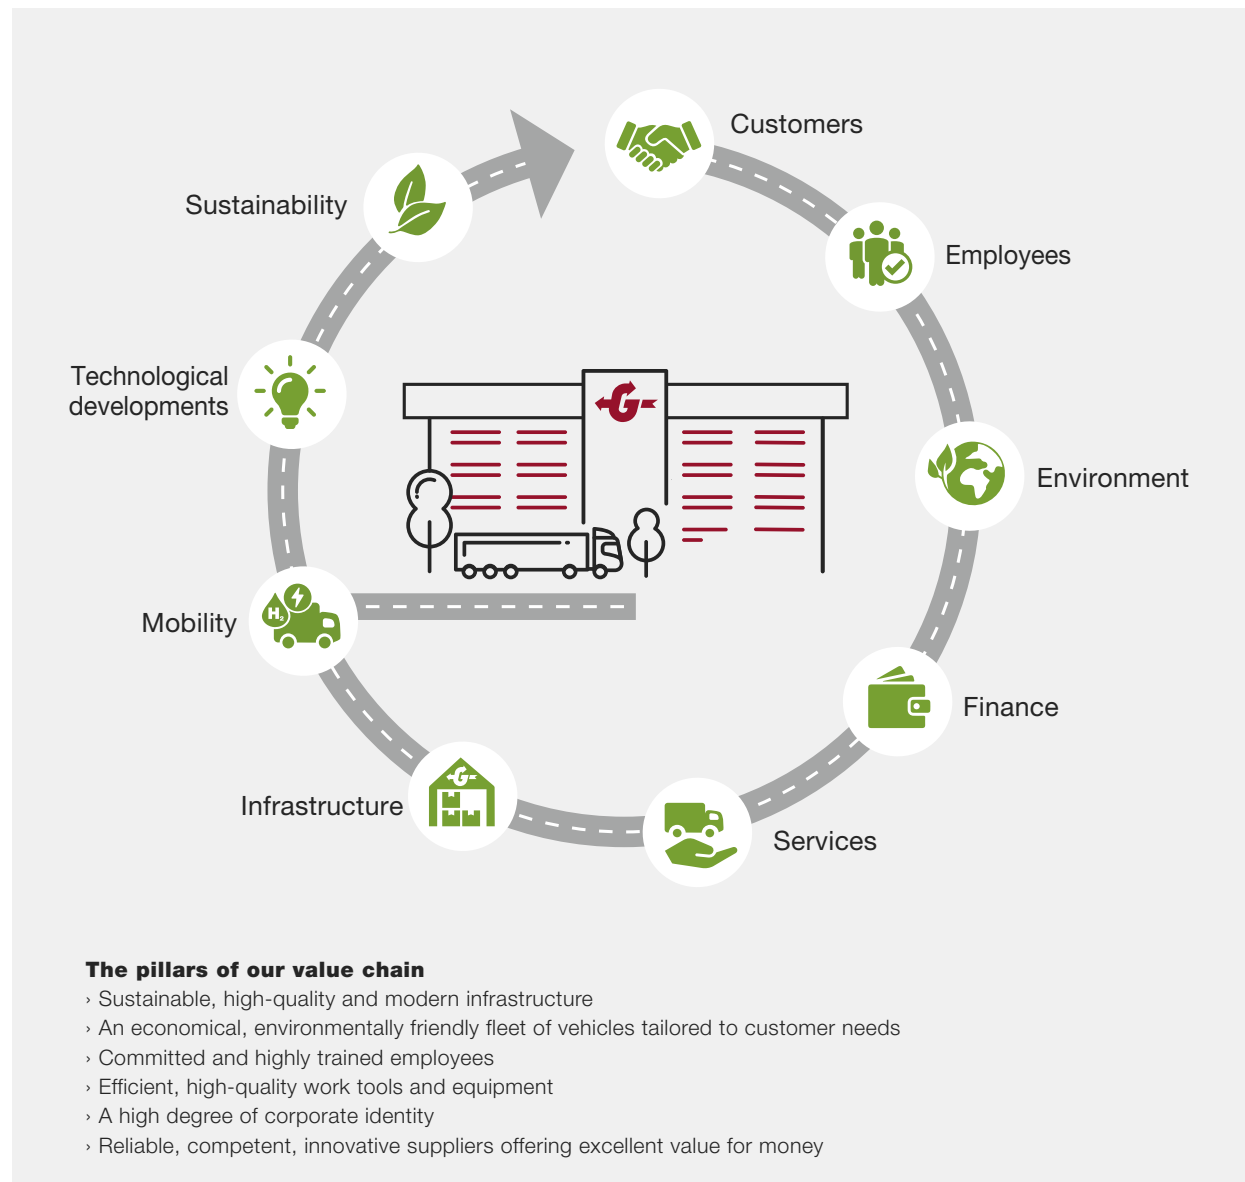 Customers
Employees
Environment
Finance
Services
Infrastructure
Mobility
H₂
Technological
developments
Sustainability
G
G
The pillars of our value chain
› Sustainable, high-quality and modern infrastructure
› An economical, environmentally friendly fleet of vehicles tailored to customer needs
› Committed and highly trained employees
› Efficient, high-quality work tools and equipment
› A high degree of corporate identity
› Reliable, competent, innovative suppliers offering excellent value for money